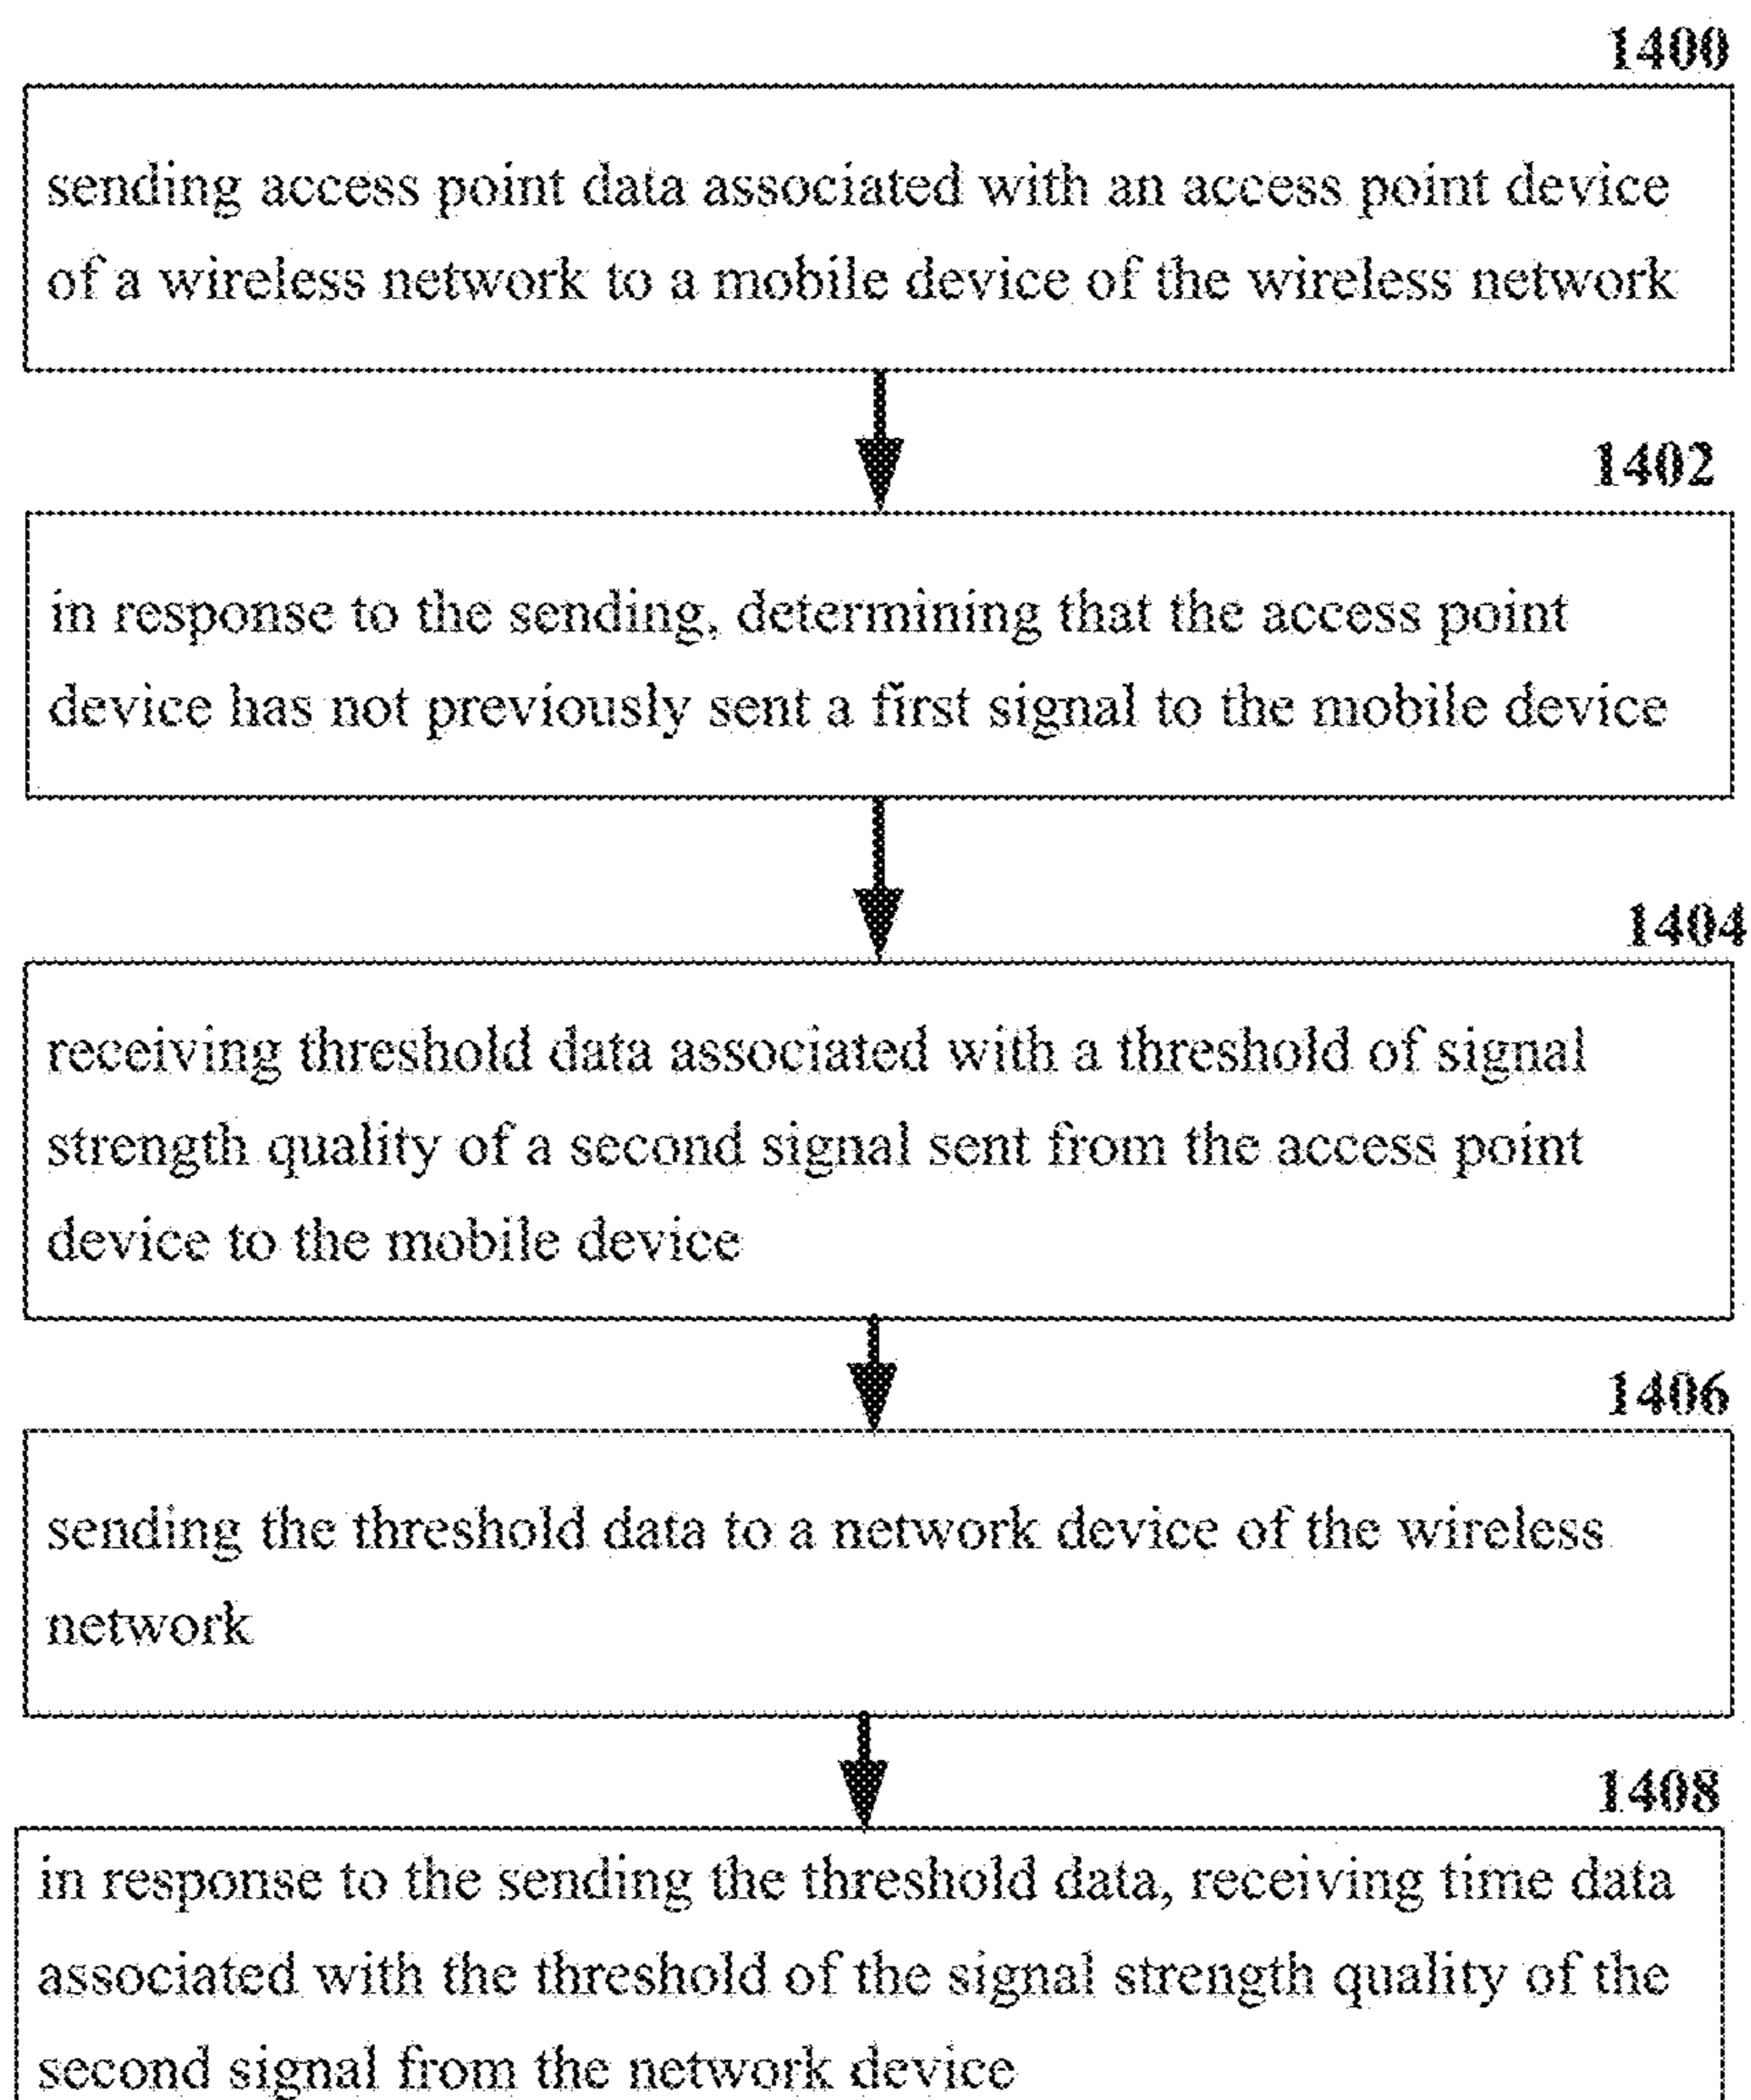 1400
sending access point data associated with an access point device
of a wireless network to a mobile device of the wireless network
1402
in response to the sending, determining that the access point
device has not previously sent a first signal to the mobile device
1404
receiving threshold data associated with a threshold of signal
strength quality of a second signal sent from the access point
device to the mobile device
1406
sending the threshold data to a network device of the wireless
network
1408
in response to the sending the threshold data, receiving time data
associated with the threshold of the signal strength quality of the
second signal from the network device